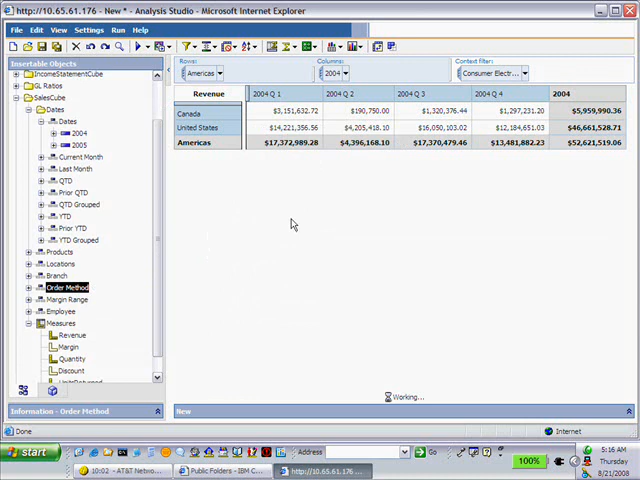 http://10.65.61.176 - New * - Analysis Studio - Microsoft Internet Explorer
File Edit View Settings Run Help
Insertable Objects
IncomeStatementCube
GL Ratios
SalesCube
Dates
Dates
2004
2005
Current Month
Last Month
QTD
Prior QTD
QTD Grouped
YTD
Prior YTD
YTD Grouped
Products
Locations
Branch
Order Method
Margin Range
Employee
Measures
Revenue
Margin
Quantity
Discount
UnitsReturned
Information - Order Method
Rows: Columns: Context filters:
Americas 2004 Consumer Electr...
Revenue 2004 Q 1 2004 Q 2 2004 Q 3 2004 Q 4 2004
Canada $3,151,632.72 $190,750.00 $1,320,376.44 $1,297,231.20 $5,959,990.36
United States $14,221,356.56 $4,205,418.10 $16,050,103.02 $12,184,651.03 $46,661,528.71
Americas $17,372,989.28 $4,396,168.10 $17,370,479.46 $13,481,882.23 $52,621,519.06
Working...
New
Done Internet
start Address Go 5:16 AM
Thursday
8/21/2008
10:02 - AT&T Netwo... Public Folders - IBM C... http://10.65.61.176 ... 100%